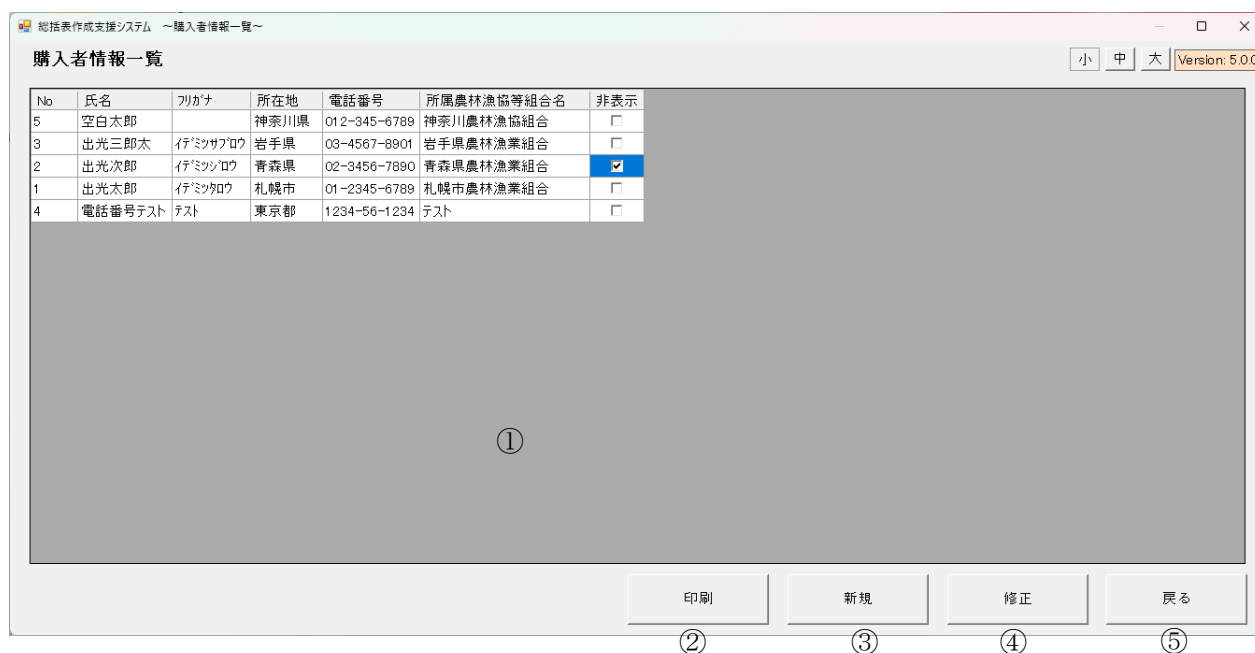 総括表作成支援システム ～購入者情報一覧～
購入者情報一覧
小 中 大 Version: 5.0.0
No 氏名 フリガナ 所在地 電話番号 所属農林漁協等組合名 非表示
5 空白太郎 神奈川県 012-345-6789 神奈川農林漁協組合
3 出光三郎太 イデミツサブロウ 岩手県 03-4567-8901 岩手県農林漁業組合
2 出光次郎 イデミツジロウ 青森県 02-3456-7890 青森県農林漁業組合
1 出光太郎 イデミツタロウ 札幌市 01-2345-6789 札幌市農林漁業組合
4 電話番号テスト テスト 東京都 1234-56-1234 テスト
①
印刷 新規 修正 戻る
② ③ ④ ⑤